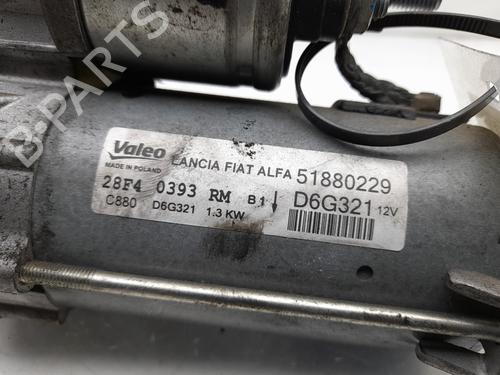 B-PARTS
Valeo
MADE IN POLAND
LANCIA FIAT ALFA 51880229
28F4 0393 RM B1↓ D6G321 12V
C880 D6G321 1.3 KW